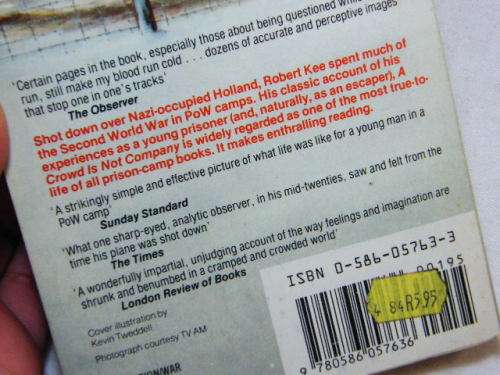 'Certain pages in the book, especially those about being questioned while
run, still make my blood run cold . . . dozens of accurate and perceptive images
that stop one in one's tracks'
The Observer
Shot down over Nazi-occupied Holland, Robert Kee spent much of
the Second World War in PoW camps. His classic account of his
experiences as a young prisoner (and, naturally, as an escaper), A
Crowd Is Not Company is widely regarded as one of the most true-to-
life of all prison-camp books. It makes enthralling reading.
'A strikingly simple and effective picture of what life was like for a young man in a
PoW camp'
Sunday Standard
'What one sharp-eyed, analytic observer, in his mid-twenties, saw and felt from the
time his plane was shot down'
The Times
'A wonderfully impartial, unjudging account of the way feelings and imagination are
shrunk and benumbed in a cramped and crowded world'
London Review of Books
Cover illustration by
Kevin Tweddell
Photograph courtesy TV AM
ISBN 0-586-05763-3
00195
4 84R5.95
9 780586 057636